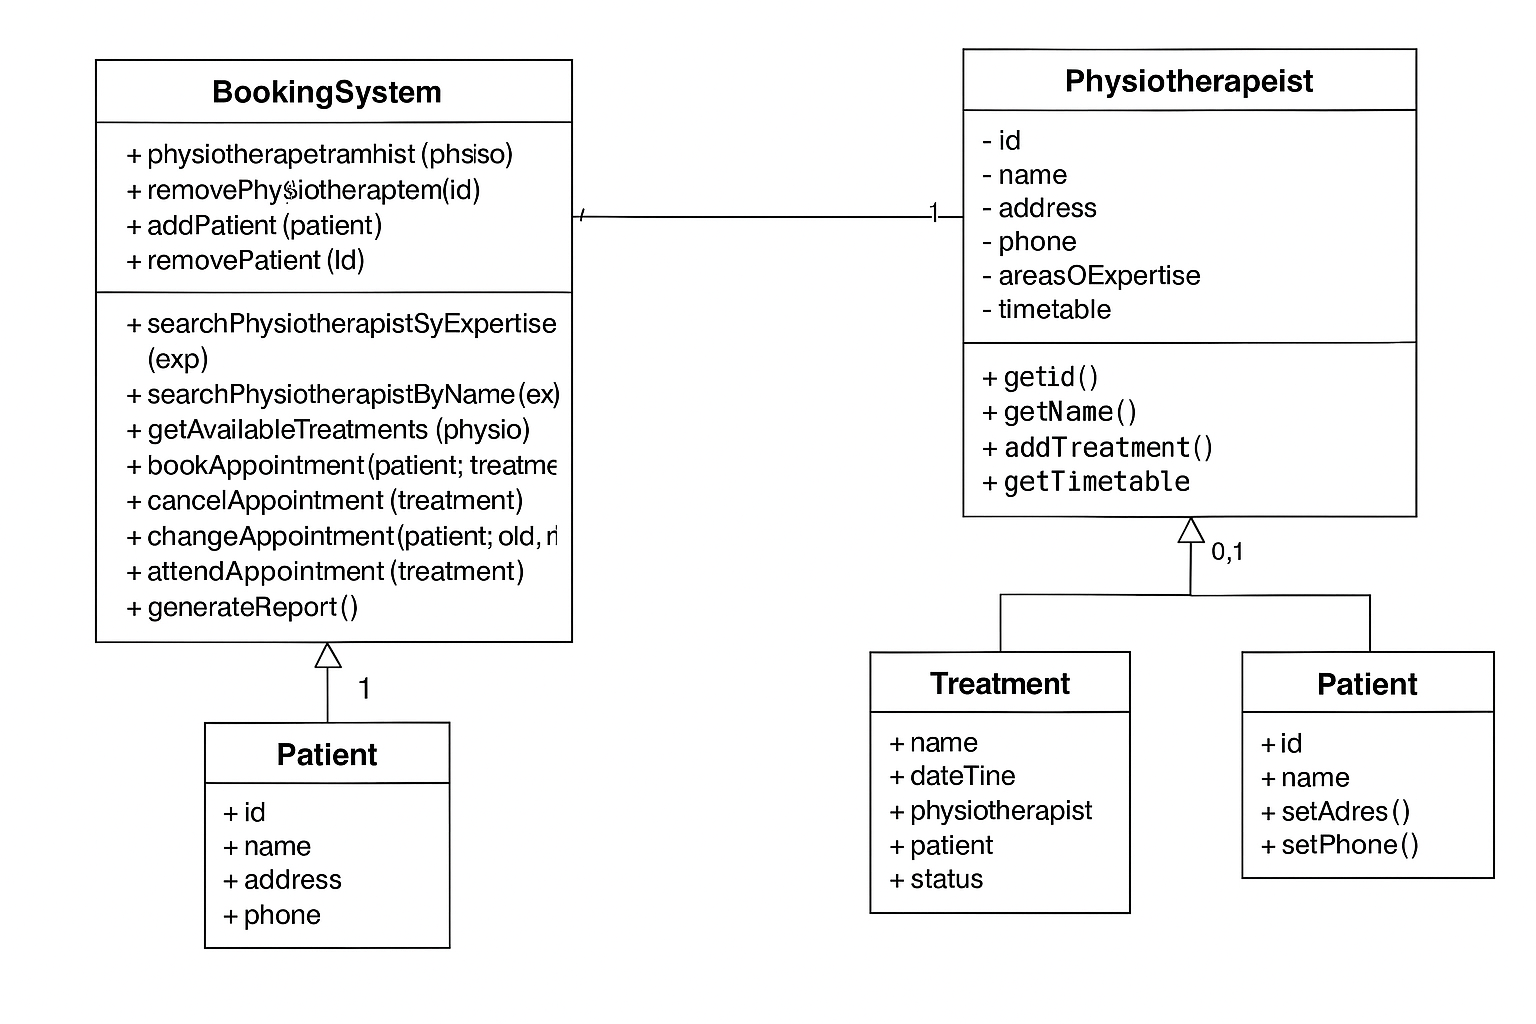 BookingSystem
+ physiotherapetramhist (phsiso)
+ removePhysiotheraptem(id)
+ addPatient (patient)
+ removePatient (Id)
+ searchPhysiotherapistSyExpertise
(exp)
+ searchPhysiotherapistByName (ex)
+ getAvailableTreatments (physio)
+ bookAppointment (patient; treatme
+ cancelAppointment (treatment)
+ changeAppointment (patient; old, n
+ attendAppointment (treatment)
+ generateReport ()
1
Patient
+ id
+ name
+ address
+ phone
1
Physiotherapeist
- id
- name
- address
- phone
- areasOExpertise
- timetable
+ getid()
+ getName()
+ addTreatment()
+ getTimetable
0,1
Treatment
+ name
+ dateTine
+ physiotherapist
+ patient
+ status
Patient
+ id
+ name
+ setAdres ()
+ setPhone ()